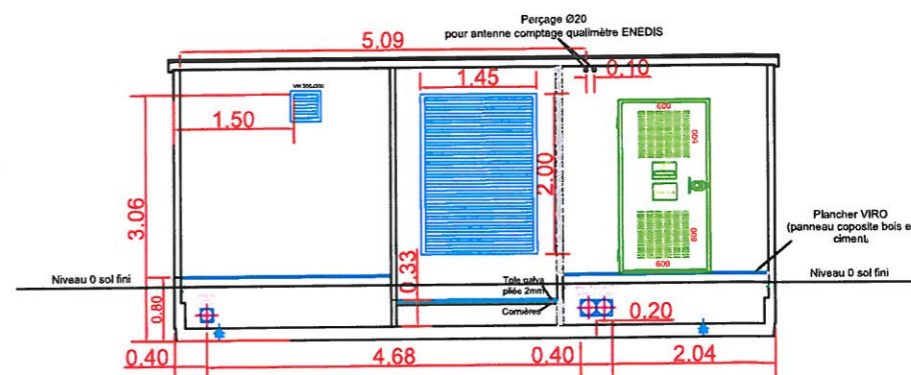 Perçage Ø20
pour antenne comptage qualimètre ENEDIS
5.09
0.10
1.45
600
600
1.50
2.00
3.06
600
Plancher VIRO
(panneau coposite bois e
ciment,
0.33
Niveau 0 sol fini
Tole galva
pliée 2mm
Niveau 0 sol fini
Cornières
0.80
0.20
0.40
4.68
0.40
2.04